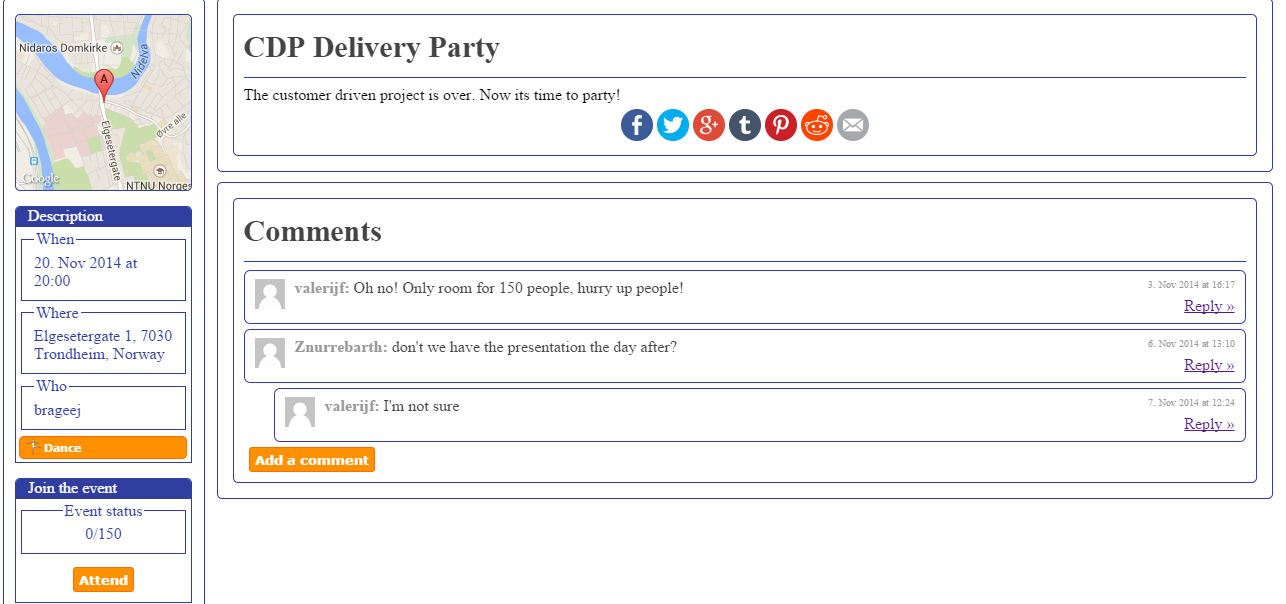 Nidaros Domkirke
Nidelva
A
Øvre alle
Elgesetergate
Google
NTNU Norges
Description
When
20. Nov 2014 at
20:00
Where
Elgesetergate 1, 7030
Trondheim, Norway
Who
brageej
Dance
Join the event
Event status
0/150
Attend
CDP Delivery Party
The customer driven project is over. Now its time to party!
Comments
valerijf: Oh no! Only room for 150 people, hurry up people!
3. Nov 2014 at 16:17
Reply »
Znurrebarth: don't we have the presentation the day after?
6. Nov 2014 at 13:10
Reply »
valerijf: I'm not sure
7. Nov 2014 at 12:24
Reply »
Add a comment